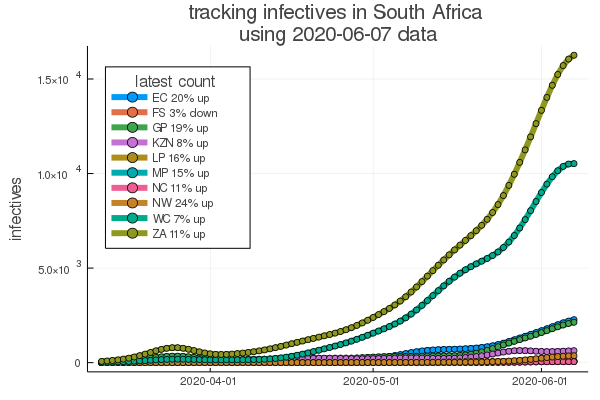 tracking infectives in South Africa
using 2020-06-07 data
infectives
1.5×10 4
1.0×10 4
5.0×10 3
0
latest count
EC 20% up
FS 3% down
GP 19% up
KZN 8% up
LP 16% up
MP 15% up
NC 11% up
NW 24% up
WC 7% up
ZA 11% up
2020-04-01 2020-05-01 2020-06-01